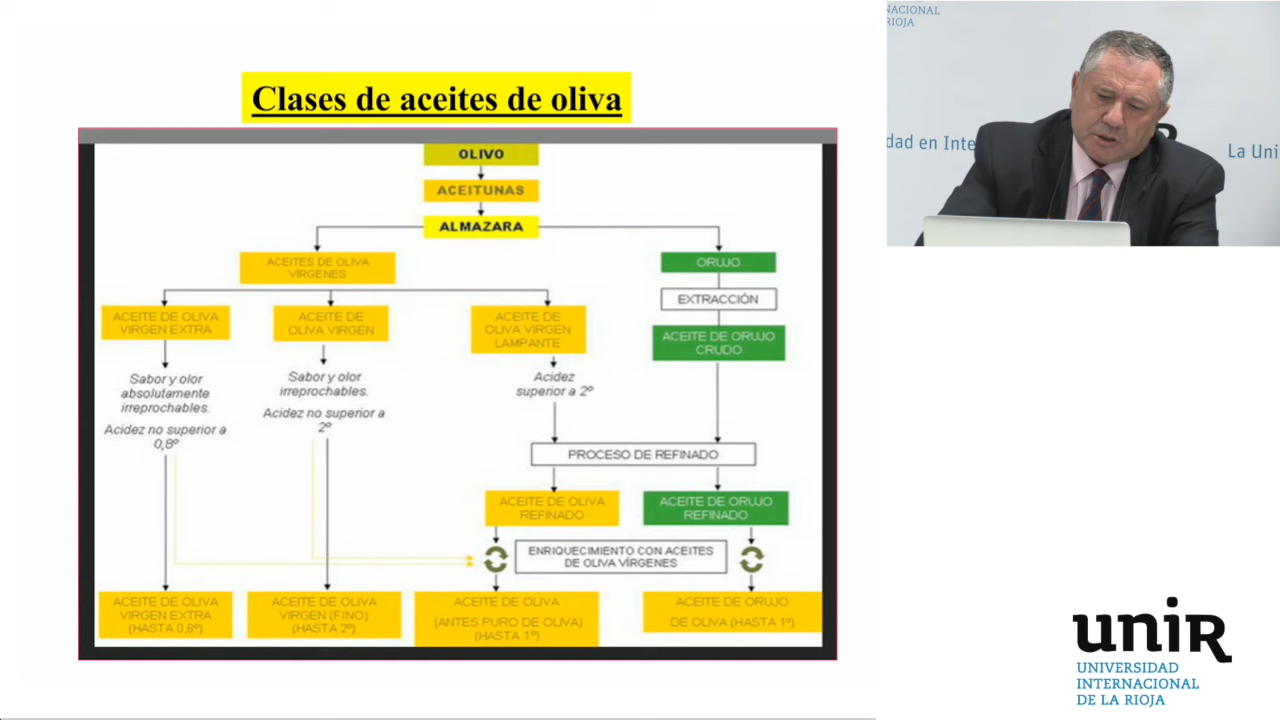 Clases de aceites de oliva
OLIVO
ACEITUNAS
ALMAZARA
ACEITES DE OLIVA
VÍRGENES
ORUJO
EXTRACCIÓN
ACEITE DE OLIVA
VIRGEN EXTRA
ACEITE DE
OLIVA VIRGEN
ACEITE DE
OLIVA VIRGEN
LAMPANTE
ACEITE DE ORUJO
CRUDO
Sabor y olor
absolutamente
irreprochables.
Acidez no superior a
0,8º
Sabor y olor
irreprochables.
Acidez no superior a
2º
Acidez
superior a 2º
PROCESO DE REFINADO
ACEITE DE OLIVA
REFINADO
ACEITE DE ORUJO
REFINADO
ENRIQUECIMIENTO CON ACEITES
DE OLIVA VÍRGENES
ACEITE DE OLIVA
VIRGEN EXTRA
(HASTA 0,8º)
ACEITE DE OLIVA
VIRGEN (FINO)
(HASTA 2º)
ACEITE DE OLIVA
(ANTES PURO DE OLIVA)
(HASTA 1º)
ACEITE DE ORUJO
DE OLIVA (HASTA 1º)
NACIONAL
RIOJA
dad en Inte
La Uni
uniR
UNIVERSIDAD
INTERNACIONAL
DE LA RIOJA